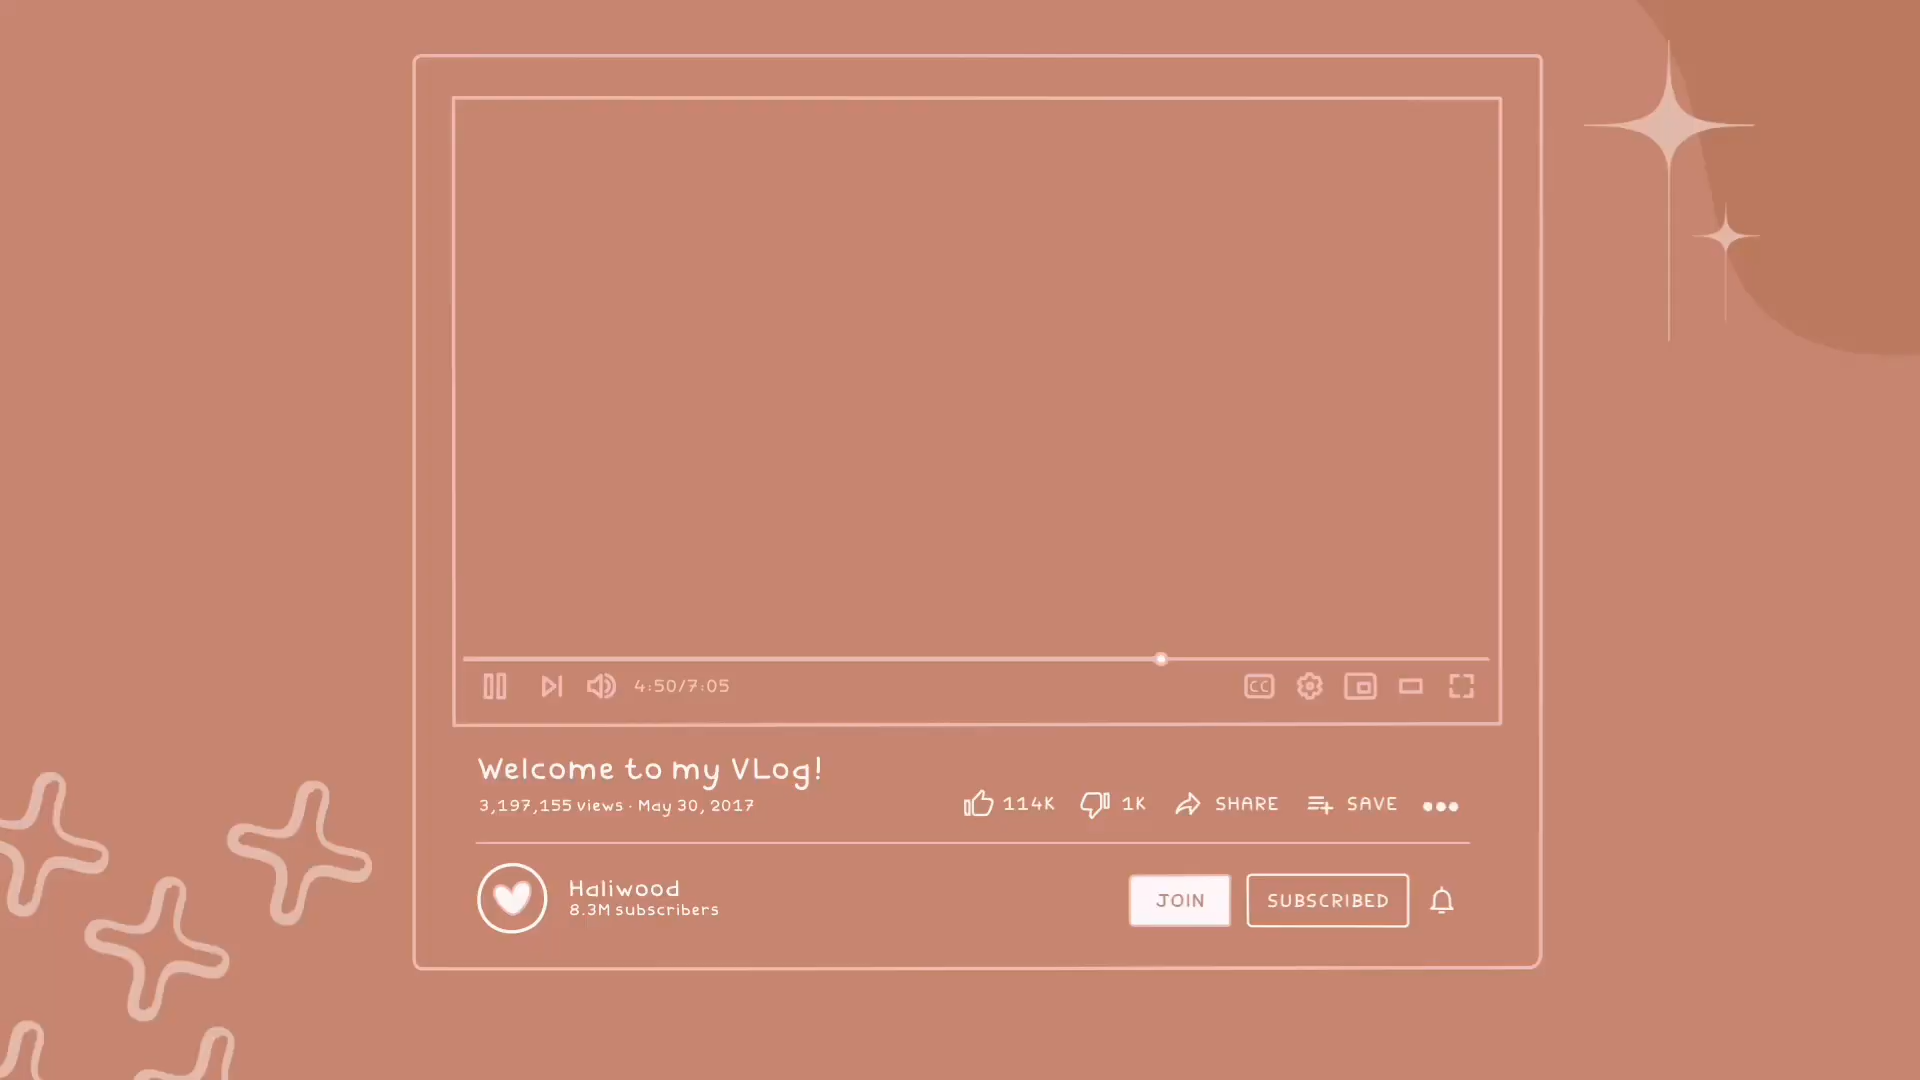 4:50/7:05
CC
Welcome to my VLog!
3,197,155 views · May 30, 2017
114K 1K SHARE SAVE
Haliwood
8.3M subscribers
JOIN SUBSCRIBED